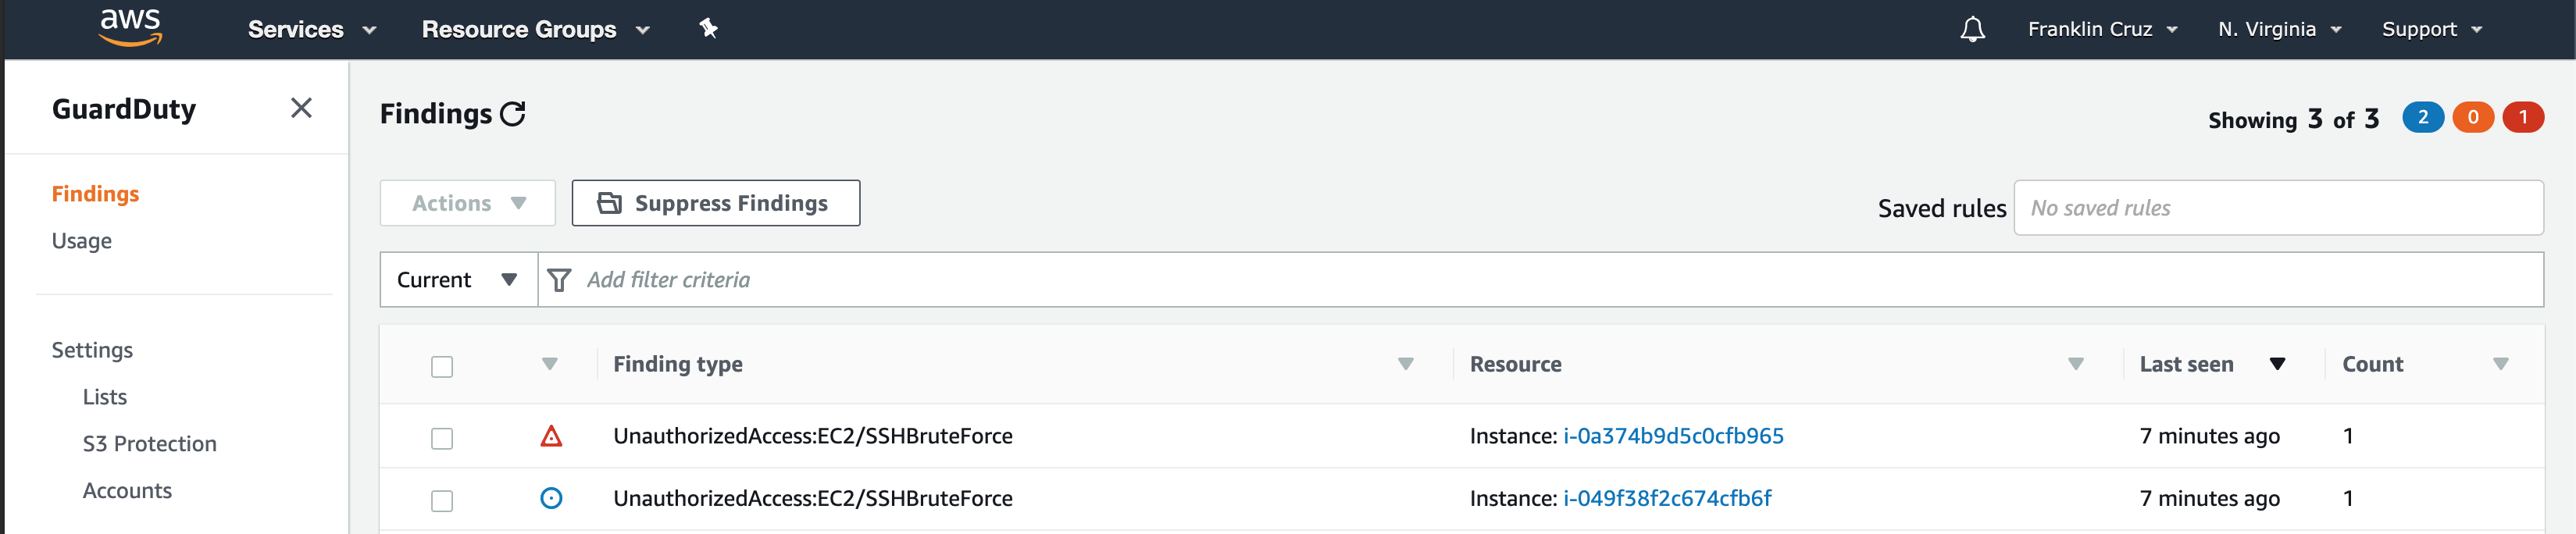 aws Services Resource Groups Franklin Cruz N. Virginia Support
GuardDuty
Findings
Usage
Settings
Lists
S3 Protection
Accounts
Findings
Showing 3 of 3 2 0 1
Actions Suppress Findings Saved rules No saved rules
Current Add filter criteria
Finding type Resource Last seen Count
UnauthorizedAccess:EC2/SSHBruteForce Instance: i-0a374b9d5c0cfb965 7 minutes ago 1
UnauthorizedAccess:EC2/SSHBruteForce Instance: i-049f38f2c674cfb6f 7 minutes ago 1